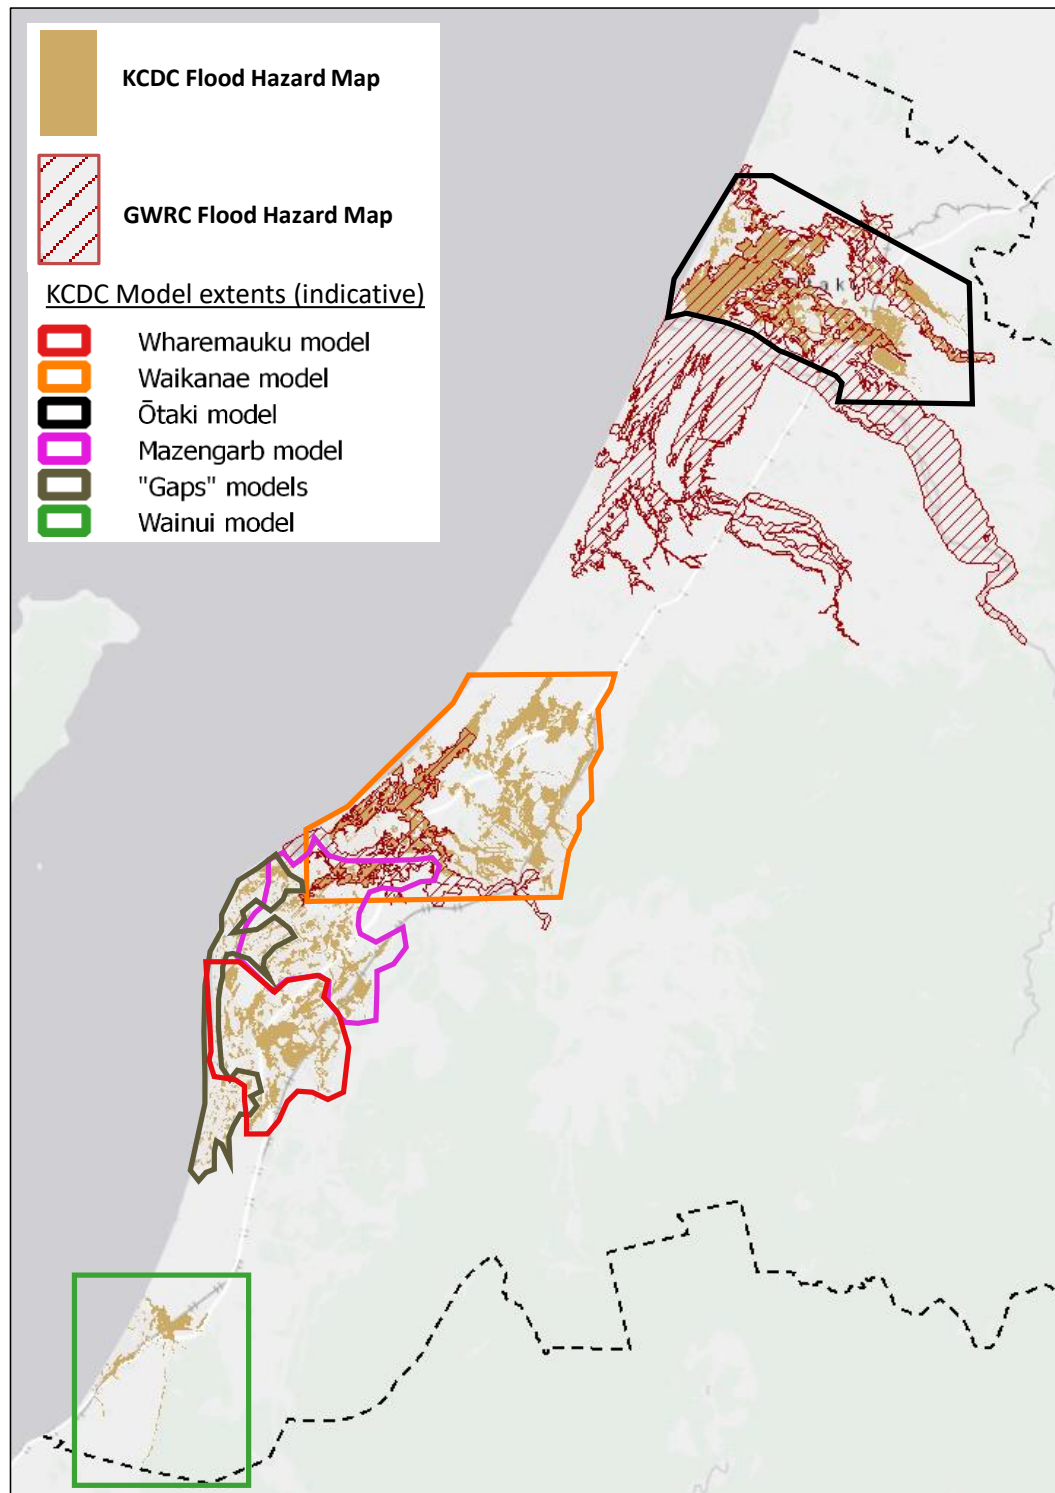 KCDC Flood Hazard Map
GWRC Flood Hazard Map
KCDC Model extents (indicative)
Wharemauku model
Waikanae model
Ōtaki model
Mazengarb model
"Gaps" models
Wainui model